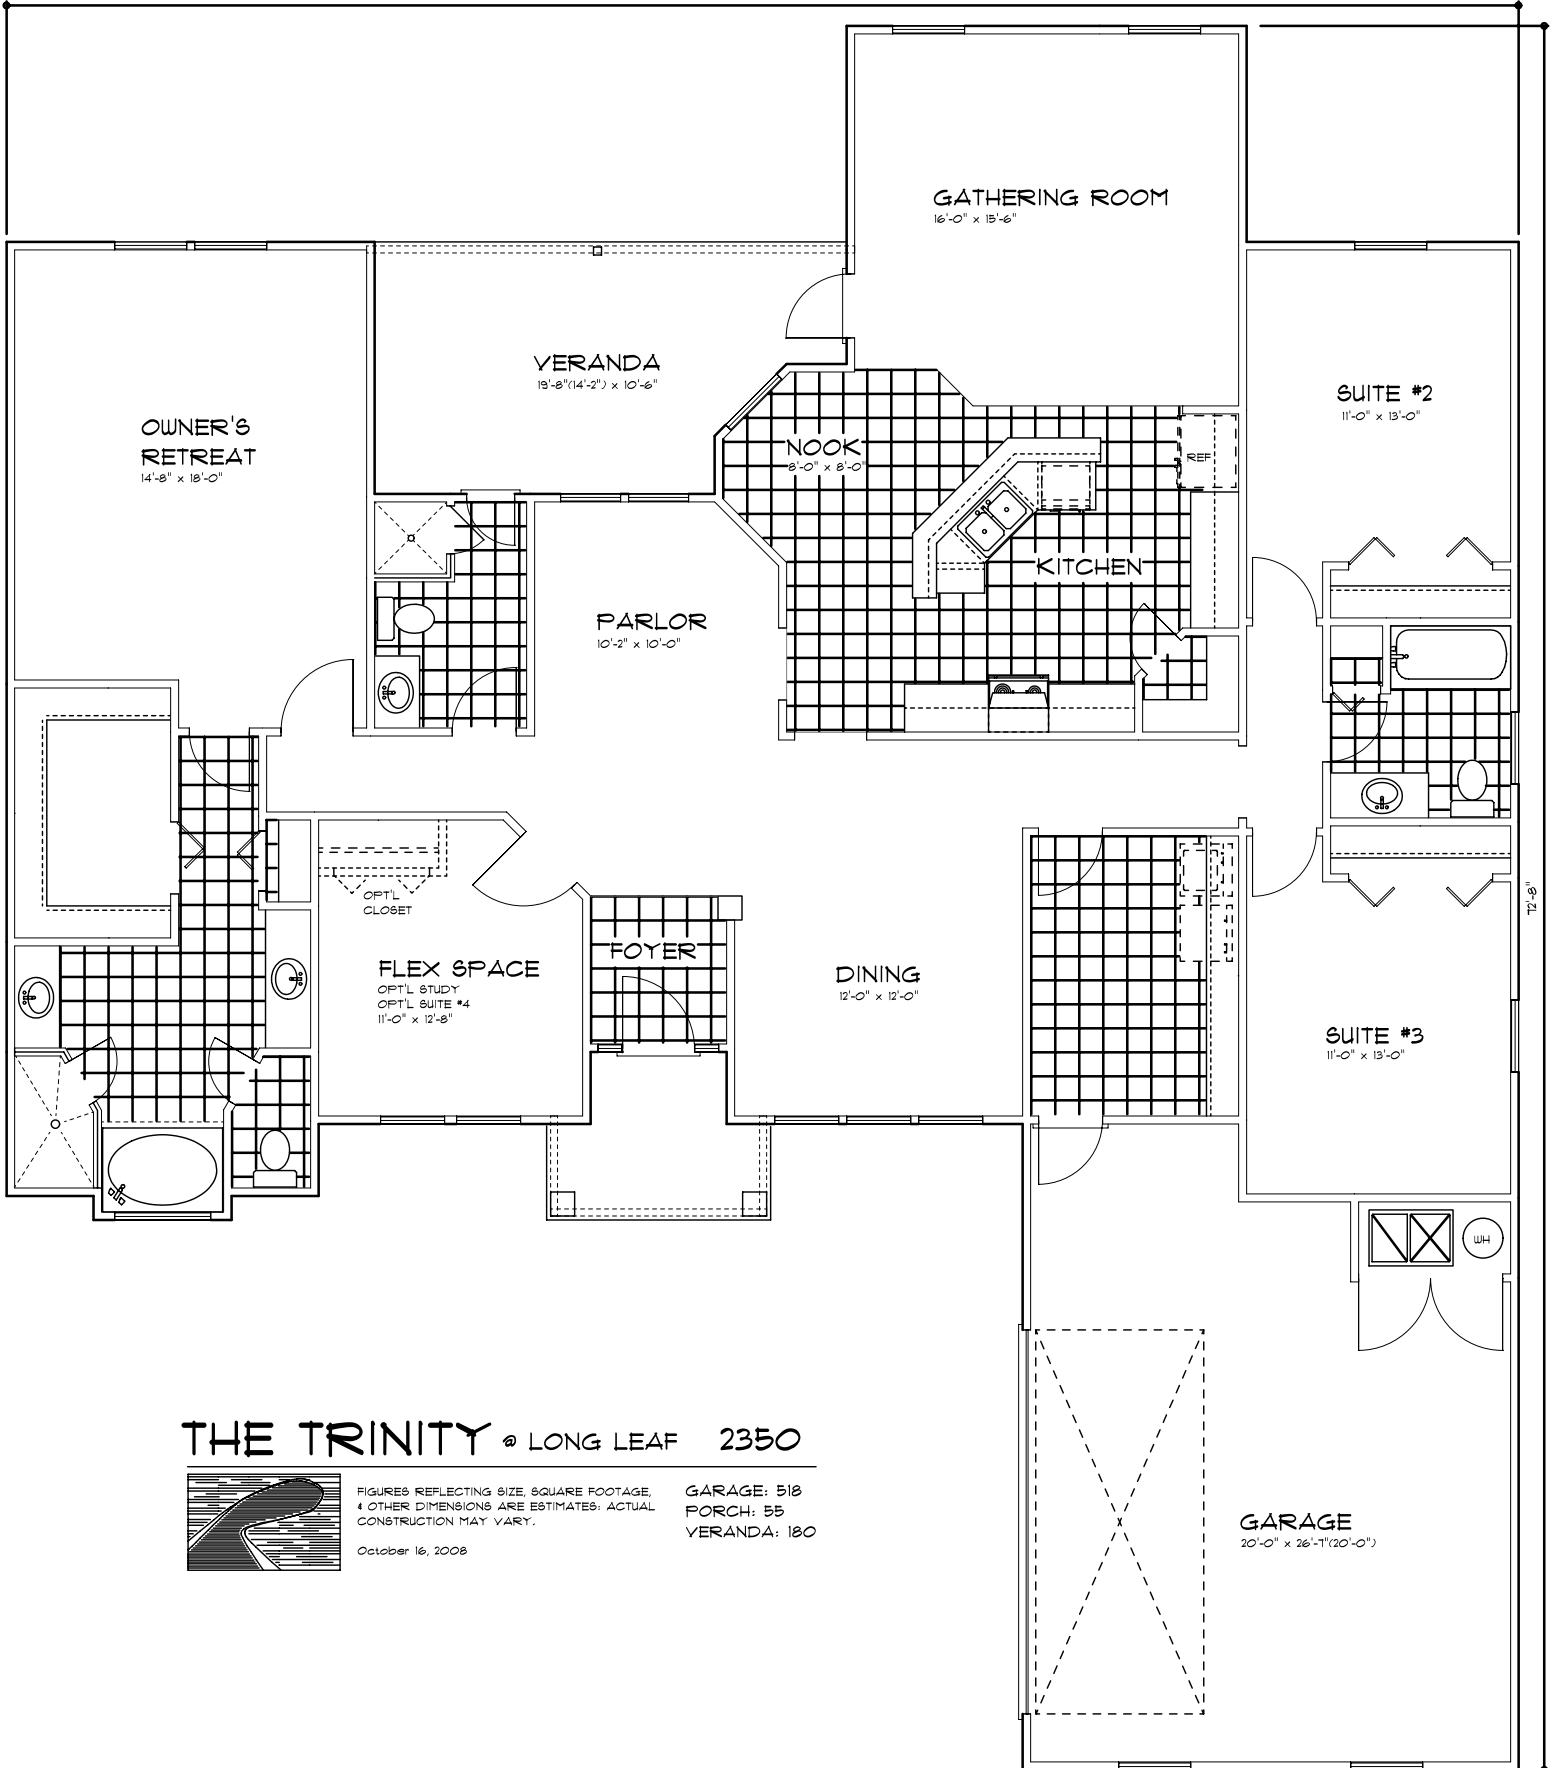 GATHERING ROOM
16'-0" x 15'-6"
VERANDA
19'-8"(14'-2") x 10'-6"
SUITE #2
11'-0" x 13'-0"
OWNER'S
RETREAT
14'-8" x 18'-0"
NOOK
8'-0" x 8'-0"
REF
KITCHEN
PARLOR
10'-2" x 10'-0"
OPT'L
CLOSET
72'-8"
FOYER
FLEX SPACE
OPT'L STUDY
OPT'L SUITE #4
11'-0" x 12'-8"
DINING
12'-0" x 12'-0"
SUITE #3
11'-0" x 13'-0"
WH
THE TRINITY @ LONG LEAF 2350
FIGURES REFLECTING SIZE, SQUARE FOOTAGE,
& OTHER DIMENSIONS ARE ESTIMATES: ACTUAL
CONSTRUCTION MAY VARY.
October 16, 2008
GARAGE: 518
PORCH: 55
VERANDA: 180
GARAGE
20'-0" x 26'-7"(20'-0")